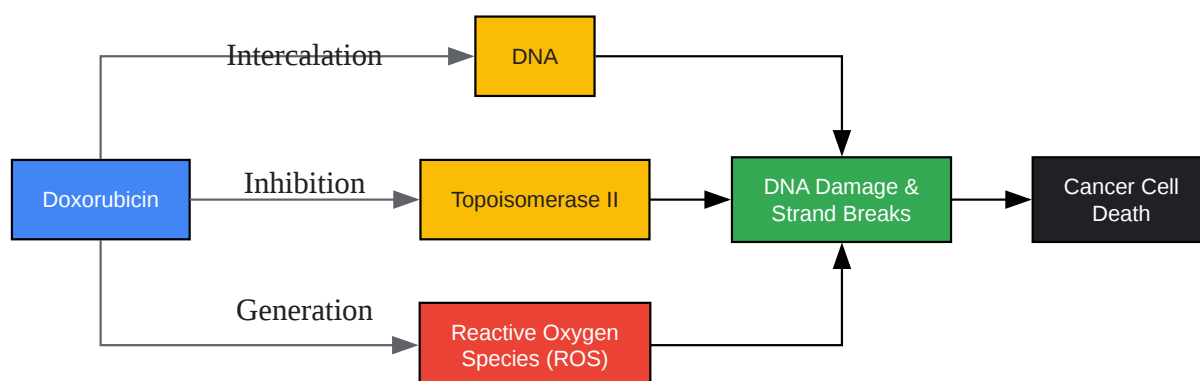 Intercalation
DNA
Doxorubicin
Inhibition
Topoisomerase II
DNA Damage &
Strand Breaks
Cancer Cell
Death
Generation
Reactive Oxygen
Species (ROS)